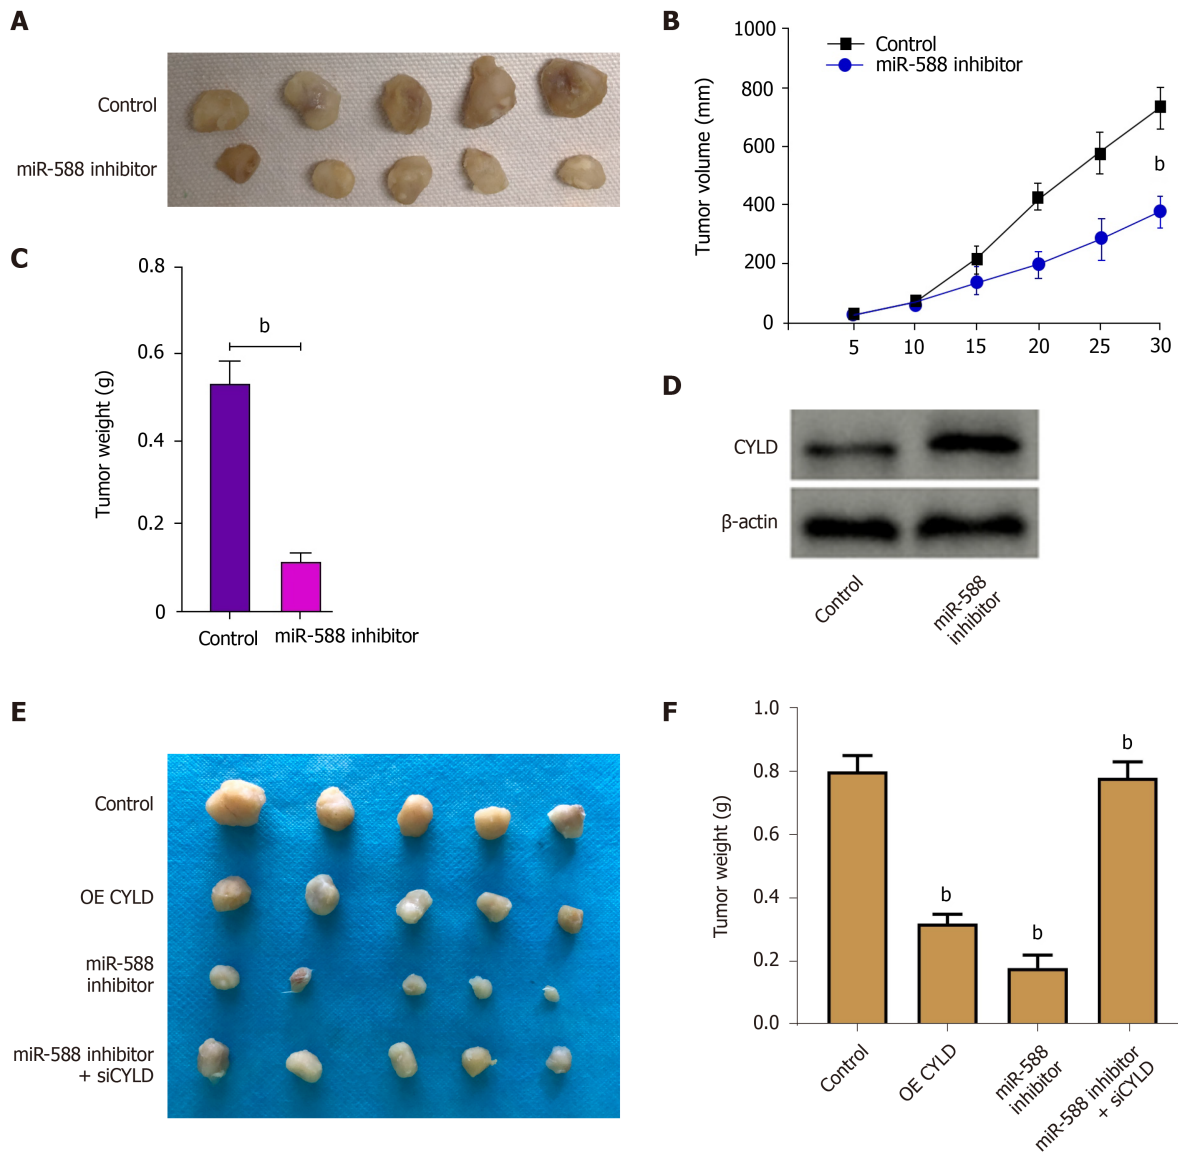 A
Control
miR-588 inhibitor
B
1000
800
600
400
200
0
Tumor volume (mm)
Control
miR-588 inhibitor
b
5 10 15 20 25 30
C
0.8
0.6
0.4
0.2
0
Tumor weight (g)
b
Control miR-588 inhibitor
D
CYLD
β-actin
Control
miR-588
inhibitor
E
Control
OE CYLD
miR-588
inhibitor
miR-588 inhibitor
+ siCYLD
F
1.0
0.8
0.6
0.4
0.2
0.0
Tumor weight (g)
b
b
b
Control
OE CYLD
miR-588
inhibitor
miR-588 inhibitor
+ siCYLD